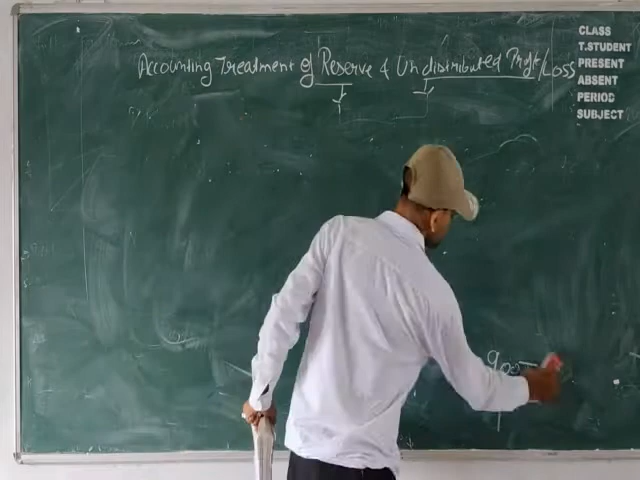 Accounting Treatment of Reserve & Undistributed Profit/Loss
CLASS
T.STUDENT
PRESENT
ABSENT
PERIOD
SUBJECT